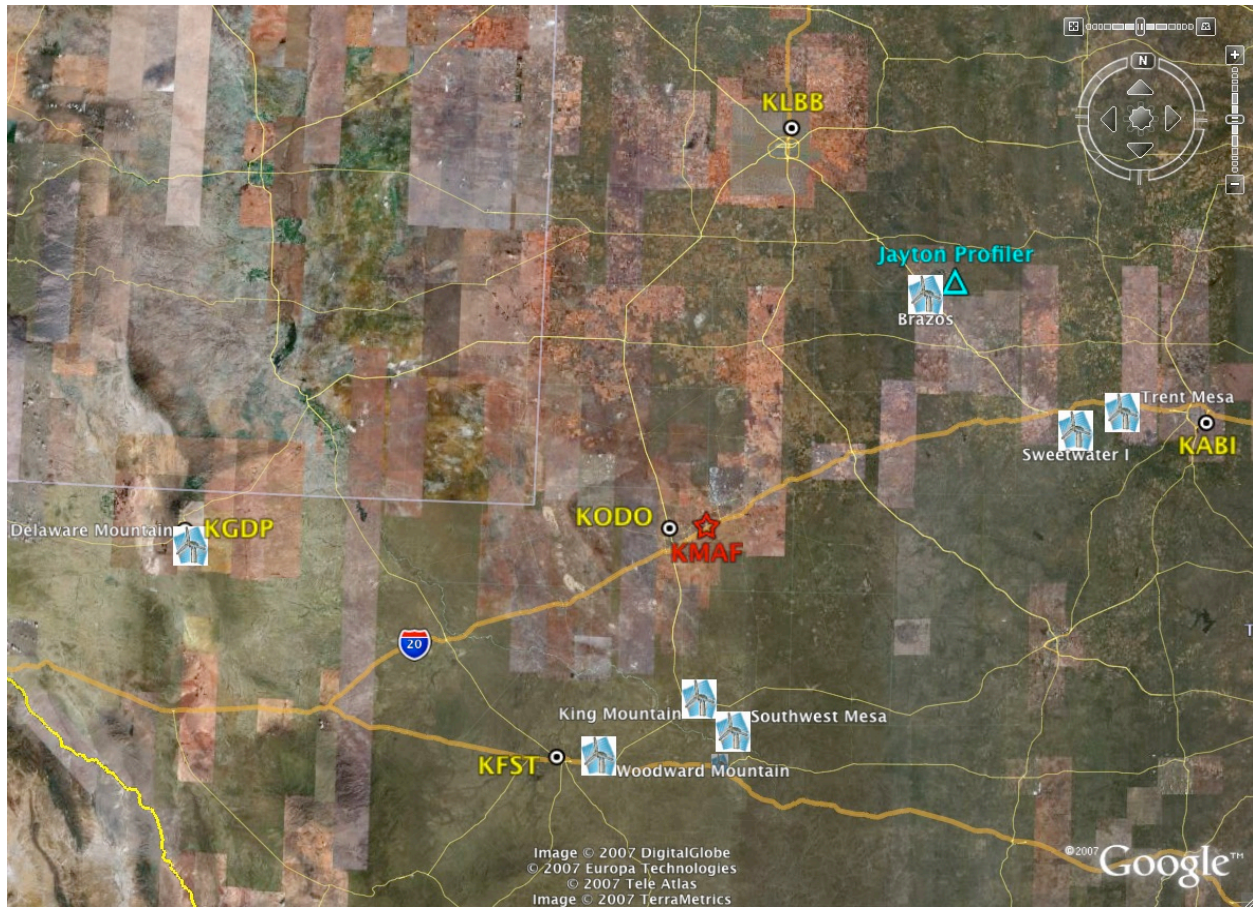 N
KLBB
Jayton Profiler
Brazos
Trent Mesa
Sweetwater I
KABI
Delaware Mountain
KGDP
KODO
KMAF
20
T
King Mountain
Southwest Mesa
KFST
Woodward Mountain
Image © 2007 DigitalGlobe
© 2007 Europa Technologies
© 2007 Tele Atlas
Image © 2007 TerraMetrics
©2007 Google™